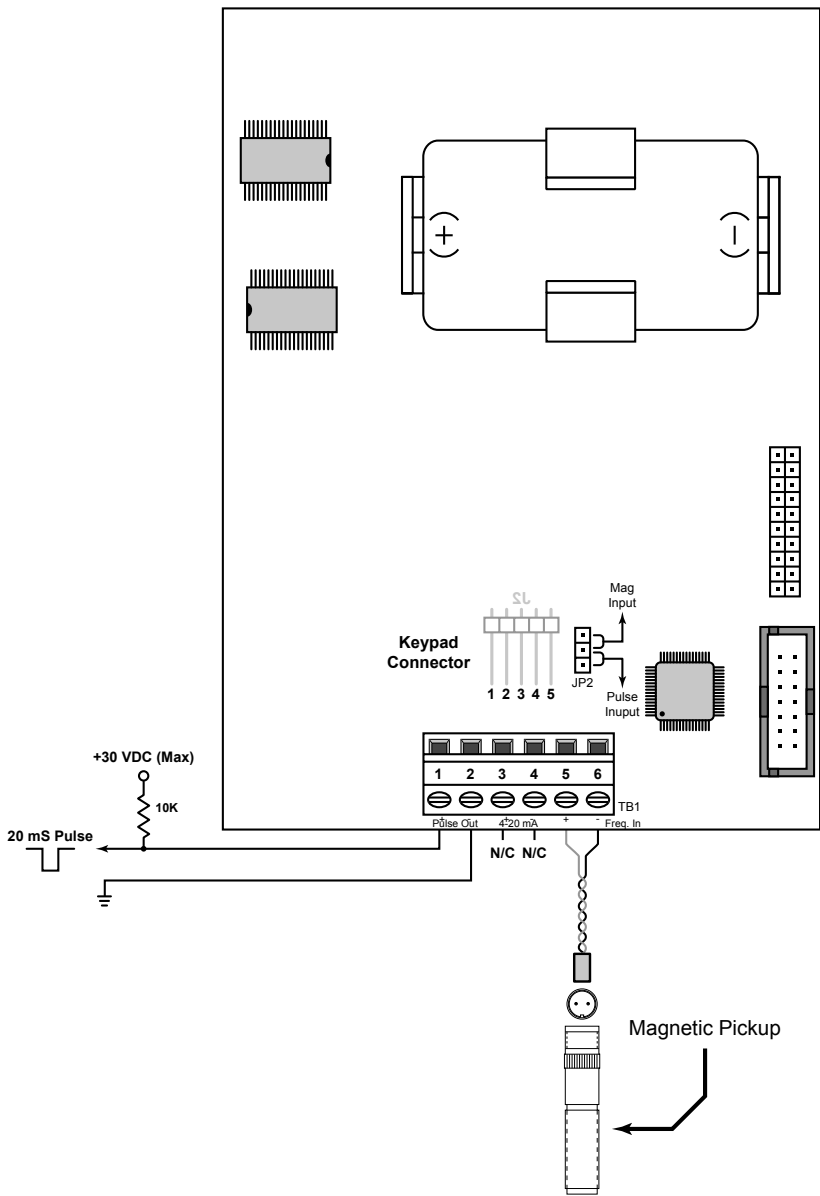 +
−
J2
Mag
Input
Keypad
Connector
JP2
1 2 3 4 5
Pulse
Inuput
+30 VDC (Max)
1 2 3 4 5 6
10K
TB1
+ - + - + -
Pulse Out 4-20 mA Freq. In
20 mS Pulse
N/C N/C
Magnetic Pickup